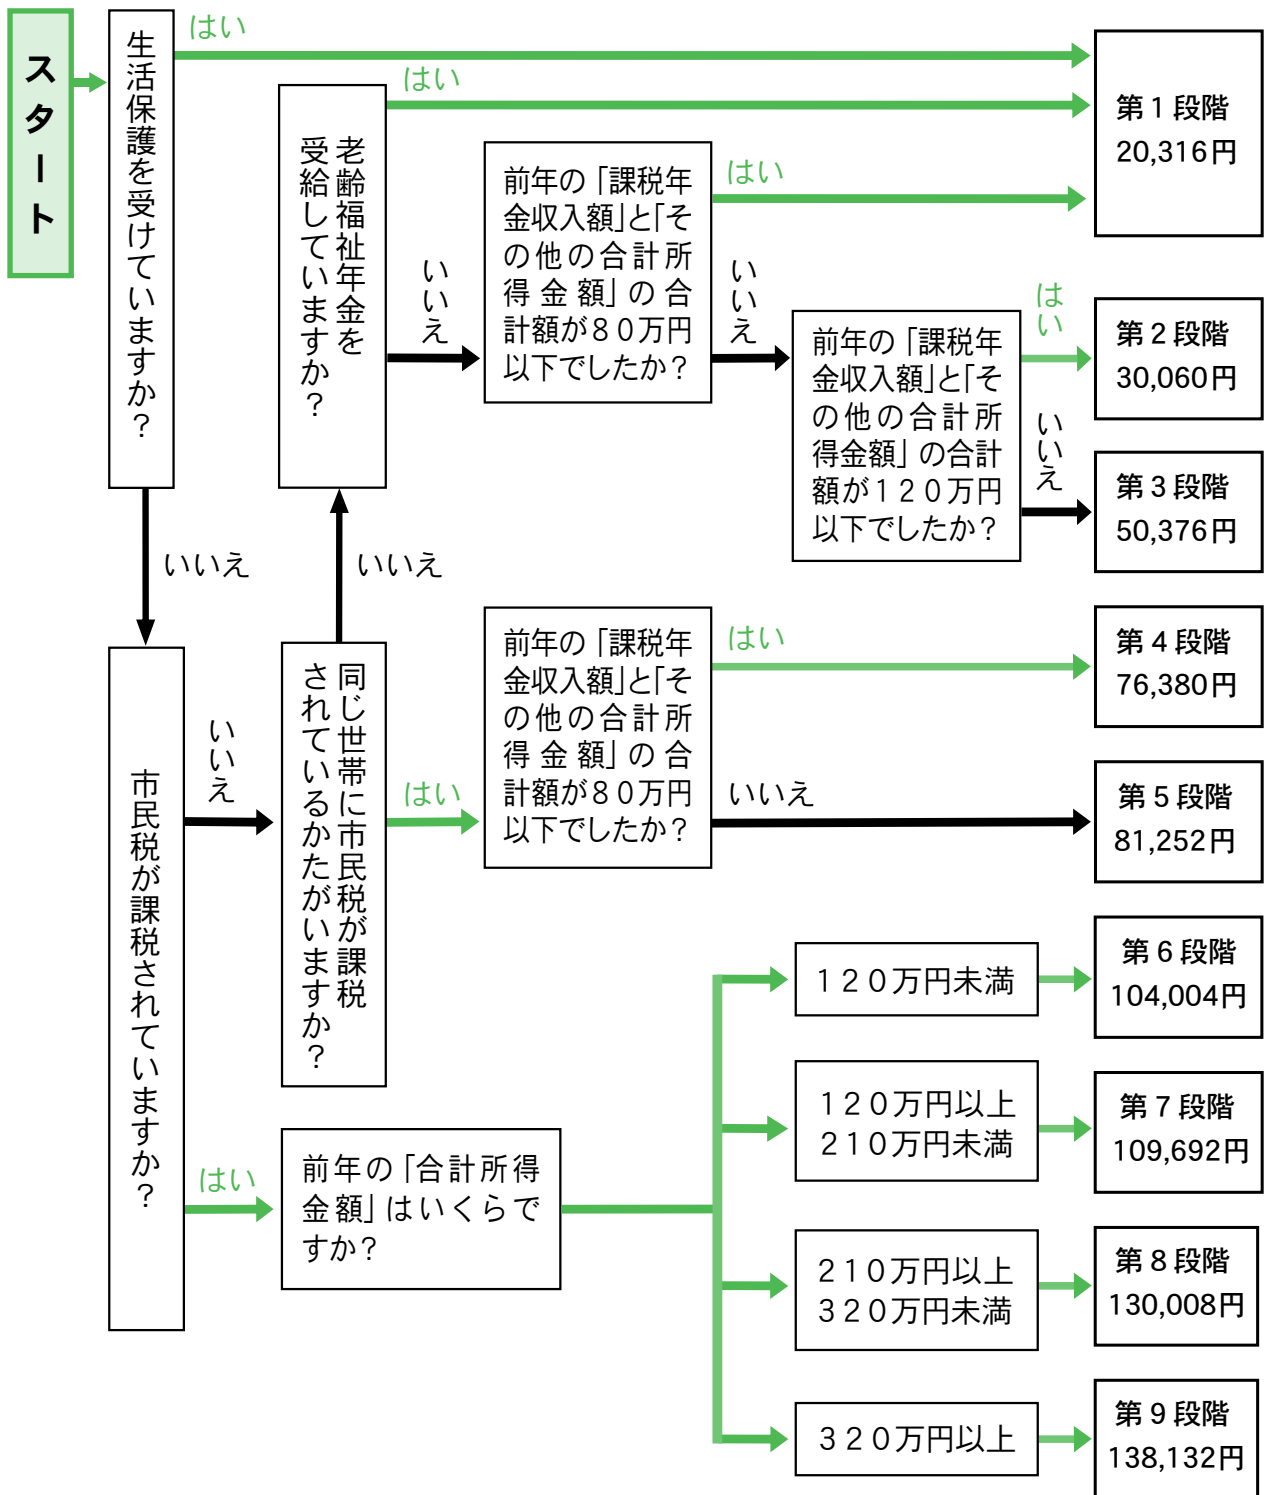 スタート
生活保護を受けていますか？
はい
いいえ
市民税が課税されていますか？
いいえ
はい
同じ世帯に市民税が課税
されているかたがいますか？
いいえ
はい
老齢福祉年金を
受給していますか？
はい
いいえ
前年の「課税年
金収入額」と「そ
の他の合計所
得金額」の合
計額が８０万円
以下でしたか？
はい
いいえ
前年の「課税年
金収入額」と「そ
の他の合計所
得金額」の合計
額が１２０万円
以下でしたか？
はい
いいえ
前年の「課税年
金収入額」と「そ
の他の合計所
得金額」の合
計額が８０万円
以下でしたか？
はい
いいえ
前年の「合計所得
金額」はいくらで
すか？
１２０万円未満
１２０万円以上
２１０万円未満
２１０万円以上
３２０万円未満
３２０万円以上
第１段階
20,316円
第２段階
30,060円
第３段階
50,376円
第４段階
76,380円
第５段階
81,252円
第６段階
104,004円
第７段階
109,692円
第８段階
130,008円
第９段階
138,132円